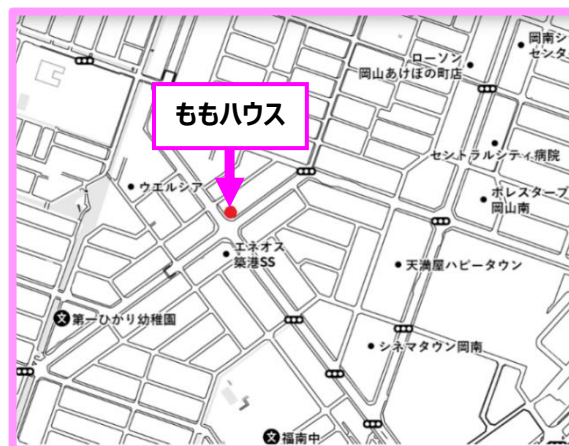 岡南シ
センタ
ローソン
岡山あけぼの町店
ももハウス
セントラルシティ病院
ウエルシア
ポレスターブ
岡山南
エネオス
築港SS
天満屋ハピータウン
第一ひかり幼稚園
シネマタウン岡南
福南中